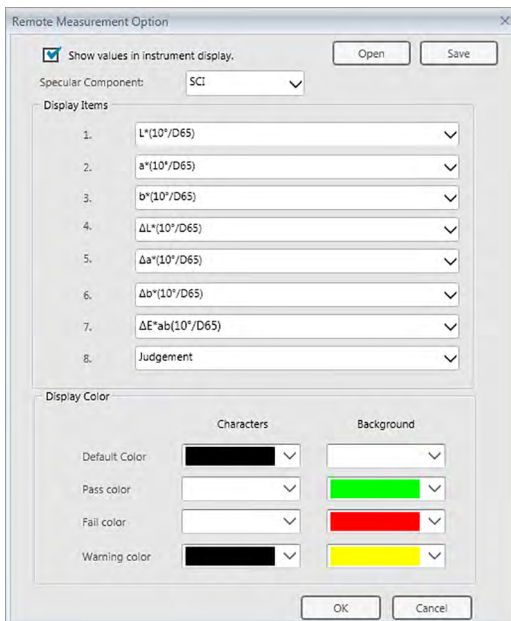 Remote Measurement Option
Show values in instrument display. Open Save
Specular Component: SCI
Display Items
1. L*(10°/D65)
2. a*(10°/D65)
3. b*(10°/D65)
4. ΔL*(10°/D65)
5. Δa*(10°/D65)
6. Δb*(10°/D65)
7. ΔE*ab(10°/D65)
8. Judgement
Display Color
Characters Background
Default Color
Pass color
Fail color
Warning color
OK Cancel